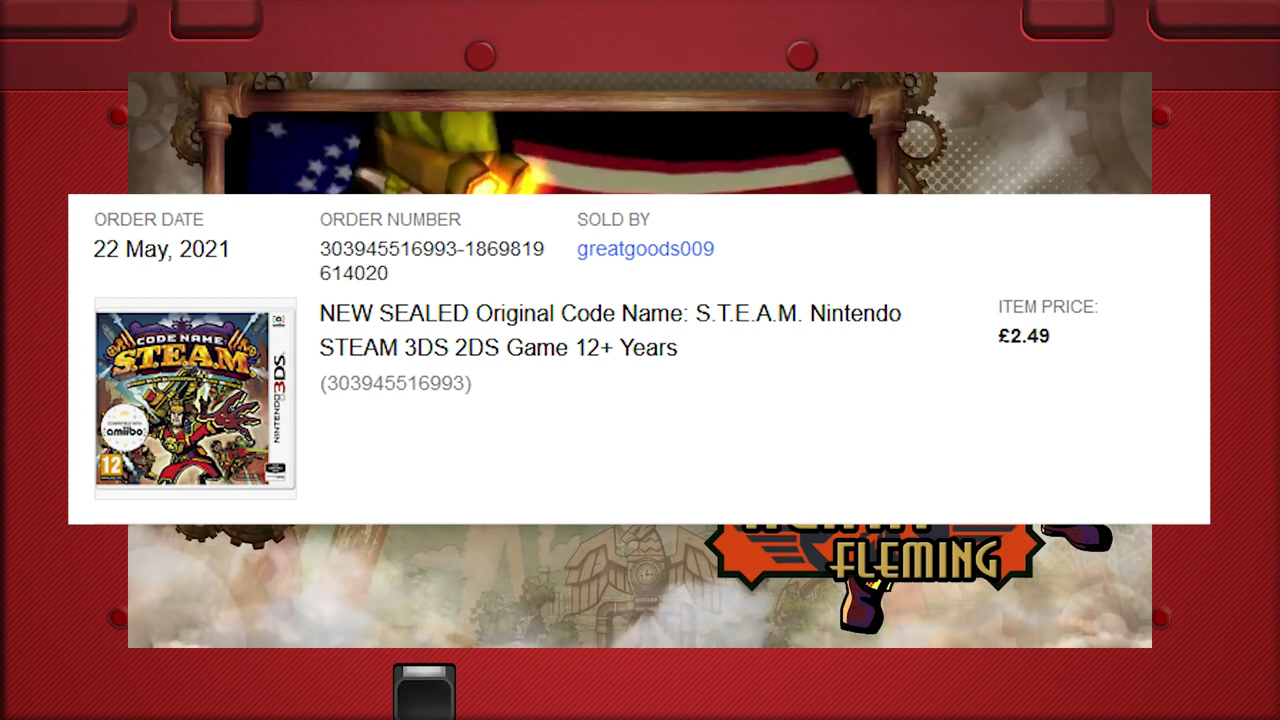 ORDER DATE
ORDER NUMBER
SOLD BY
22 May, 2021
303945516993-1869819
614020
greatgoods009
NEW SEALED Original Code Name: S.T.E.A.M. Nintendo
STEAM 3DS 2DS Game 12+ Years
(303945516993)
ITEM PRICE:
£2.49
CODE NAME
S.T.E.A.M.
NINTENDO 3DS
amiibo
12
FLEMING